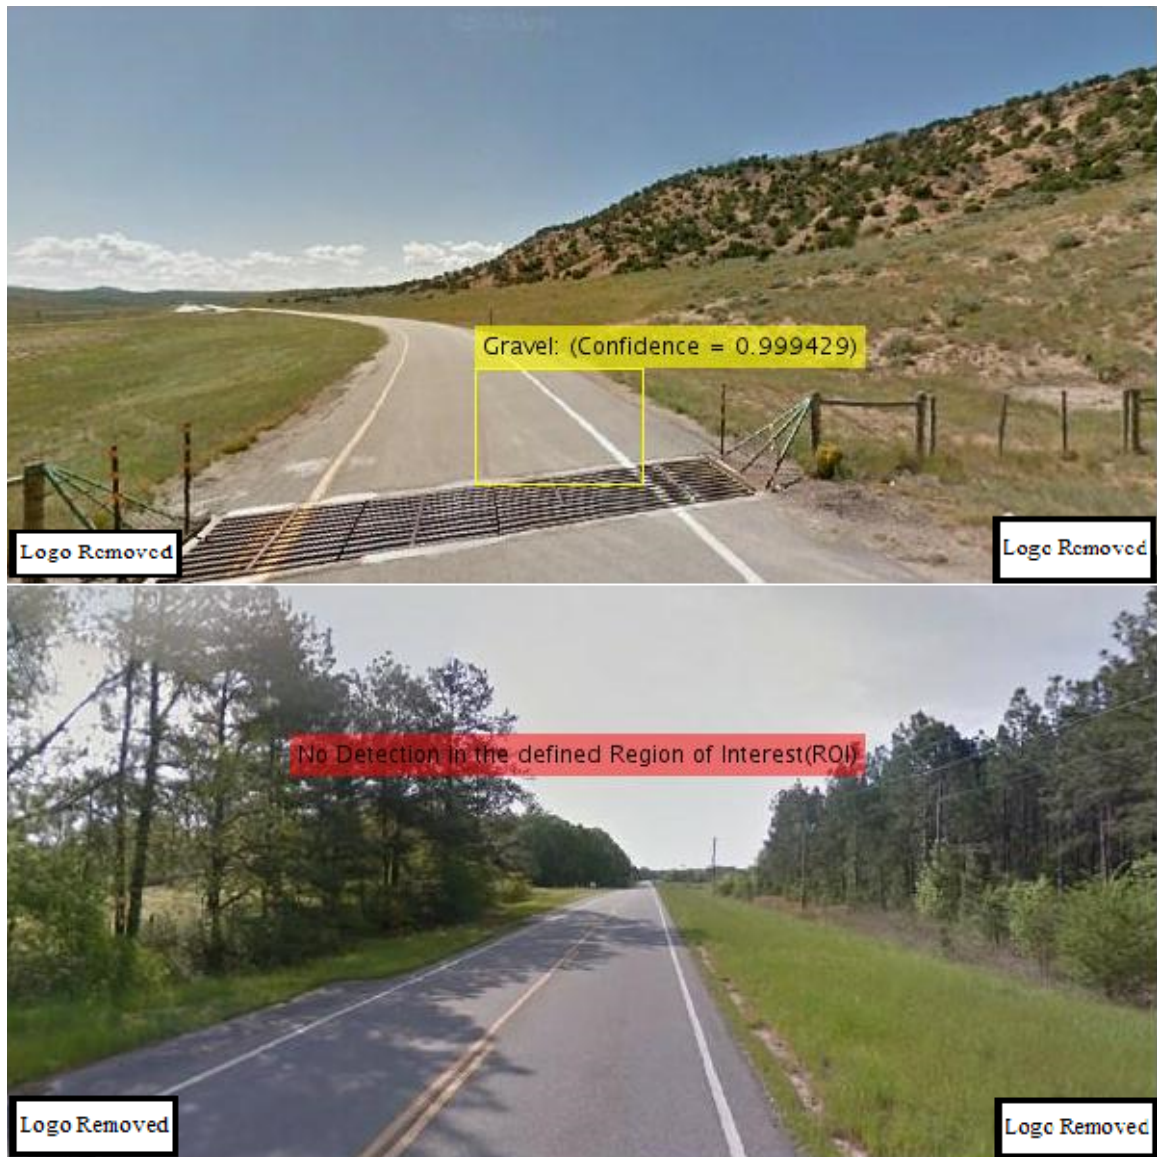 Gravel: (Confidence = 0.999429)
Logo Removed
Logo Removed
No Detection in the defined Region of Interest(ROI)
Logo Removed
Logo Removed